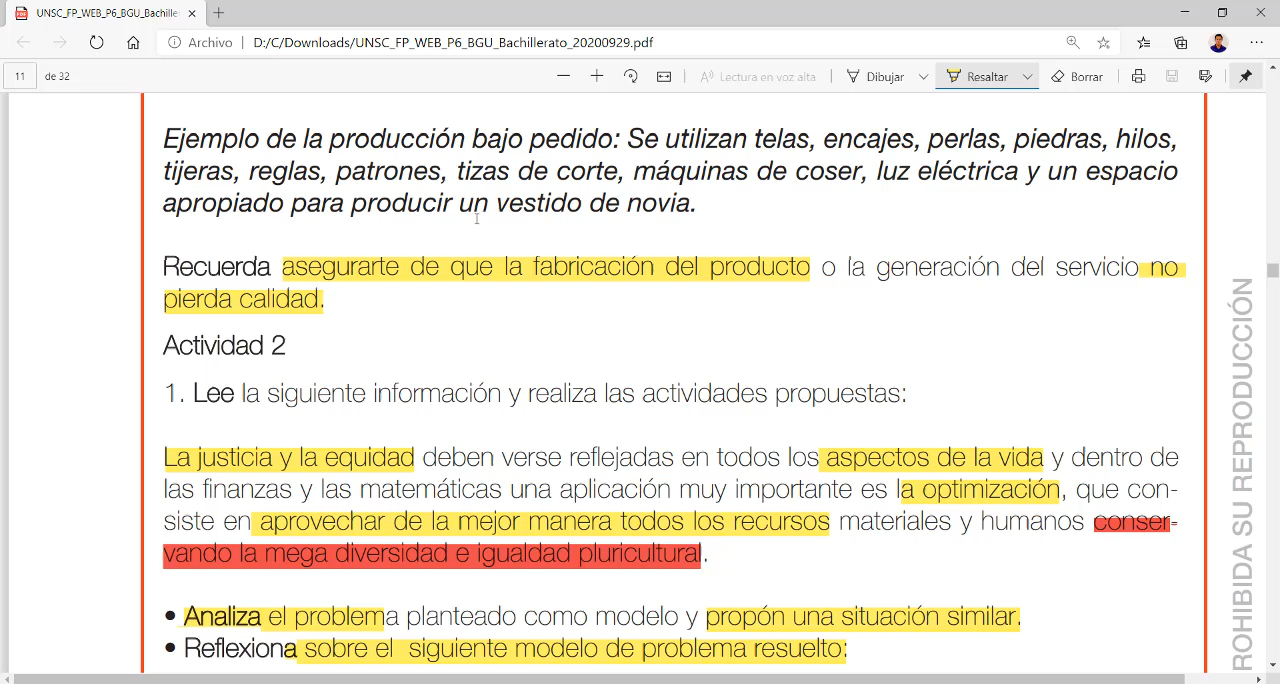 UNSC_FP_WEB_P6_BGU_Bachille
Archivo
D:/C/Downloads/UNSC_FP_WEB_P6_BGU_Bachillerato_20200929.pdf
11 de 32
Lectura en voz alta
Dibujar
Resaltar
Borrar
Ejemplo de la producción bajo pedido: Se utilizan telas, encajes, perlas, piedras, hilos,
tijeras, reglas, patrones, tizas de corte, máquinas de coser, luz eléctrica y un espacio
apropiado para producir un vestido de novia.
Recuerda asegurarte de que la fabricación del producto o la generación del servicio no
pierda calidad.
Actividad 2
1. Lee la siguiente información y realiza las actividades propuestas:
La justicia y la equidad deben verse reflejadas en todos los aspectos de la vida y dentro de
las finanzas y las matemáticas una aplicación muy importante es la optimización, que con-
siste en aprovechar de la mejor manera todos los recursos materiales y humanos conser-
vando la mega diversidad e igualdad pluricultural.
• Analiza el problema planteado como modelo y propón una situación similar.
• Reflexiona sobre el siguiente modelo de problema resuelto:
ROHIBIDA SU REPRODUCCIÓN